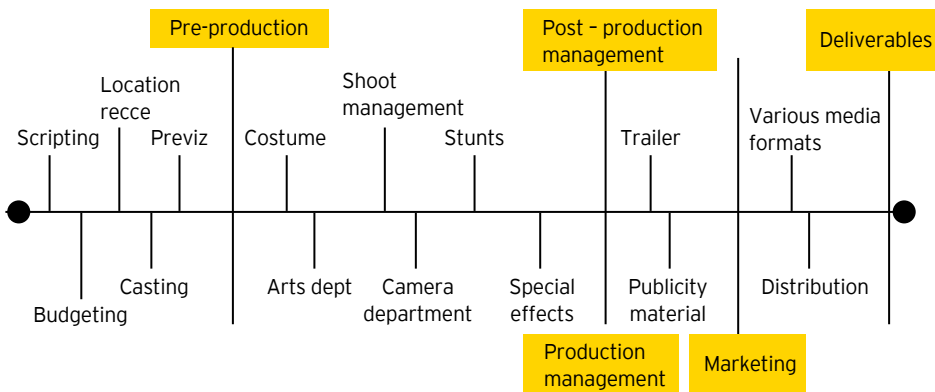 Pre-production
Post – production
management
Deliverables
Location
recce
Shoot
management
Various media
formats
Scripting
Previz
Costume
Stunts
Trailer
Casting
Arts dept
Camera
department
Special
effects
Publicity
material
Distribution
Budgeting
Production
management
Marketing